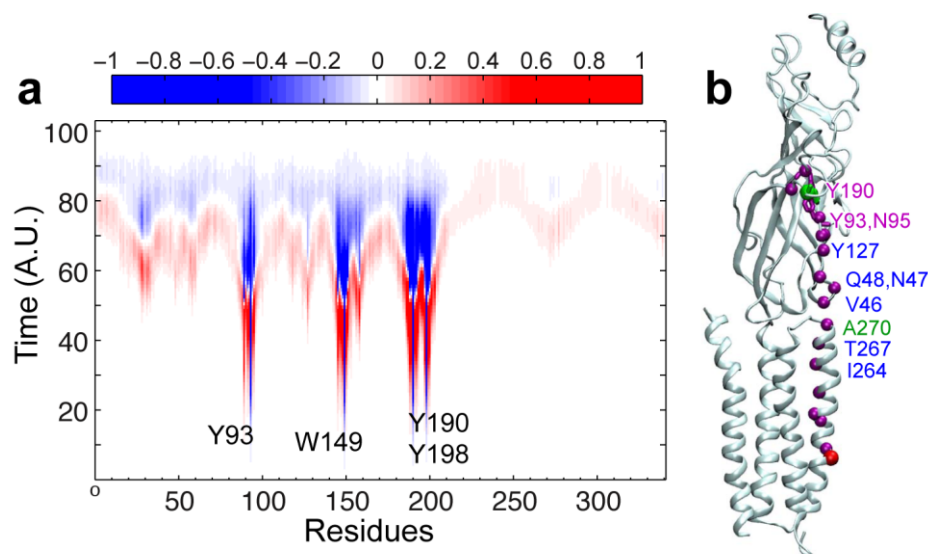 a
−1 −0.8 −0.6 −0.4 −0.2 0 0.2 0.4 0.6 0.8 1
Time (A.U.)
100
80
60
40
20
0 50 100 150 200 250 300
Residues
Y93
W149
Y190
Y198
b
Y190
Y93,N95
Y127
Q48,N47
V46
A270
T267
I264